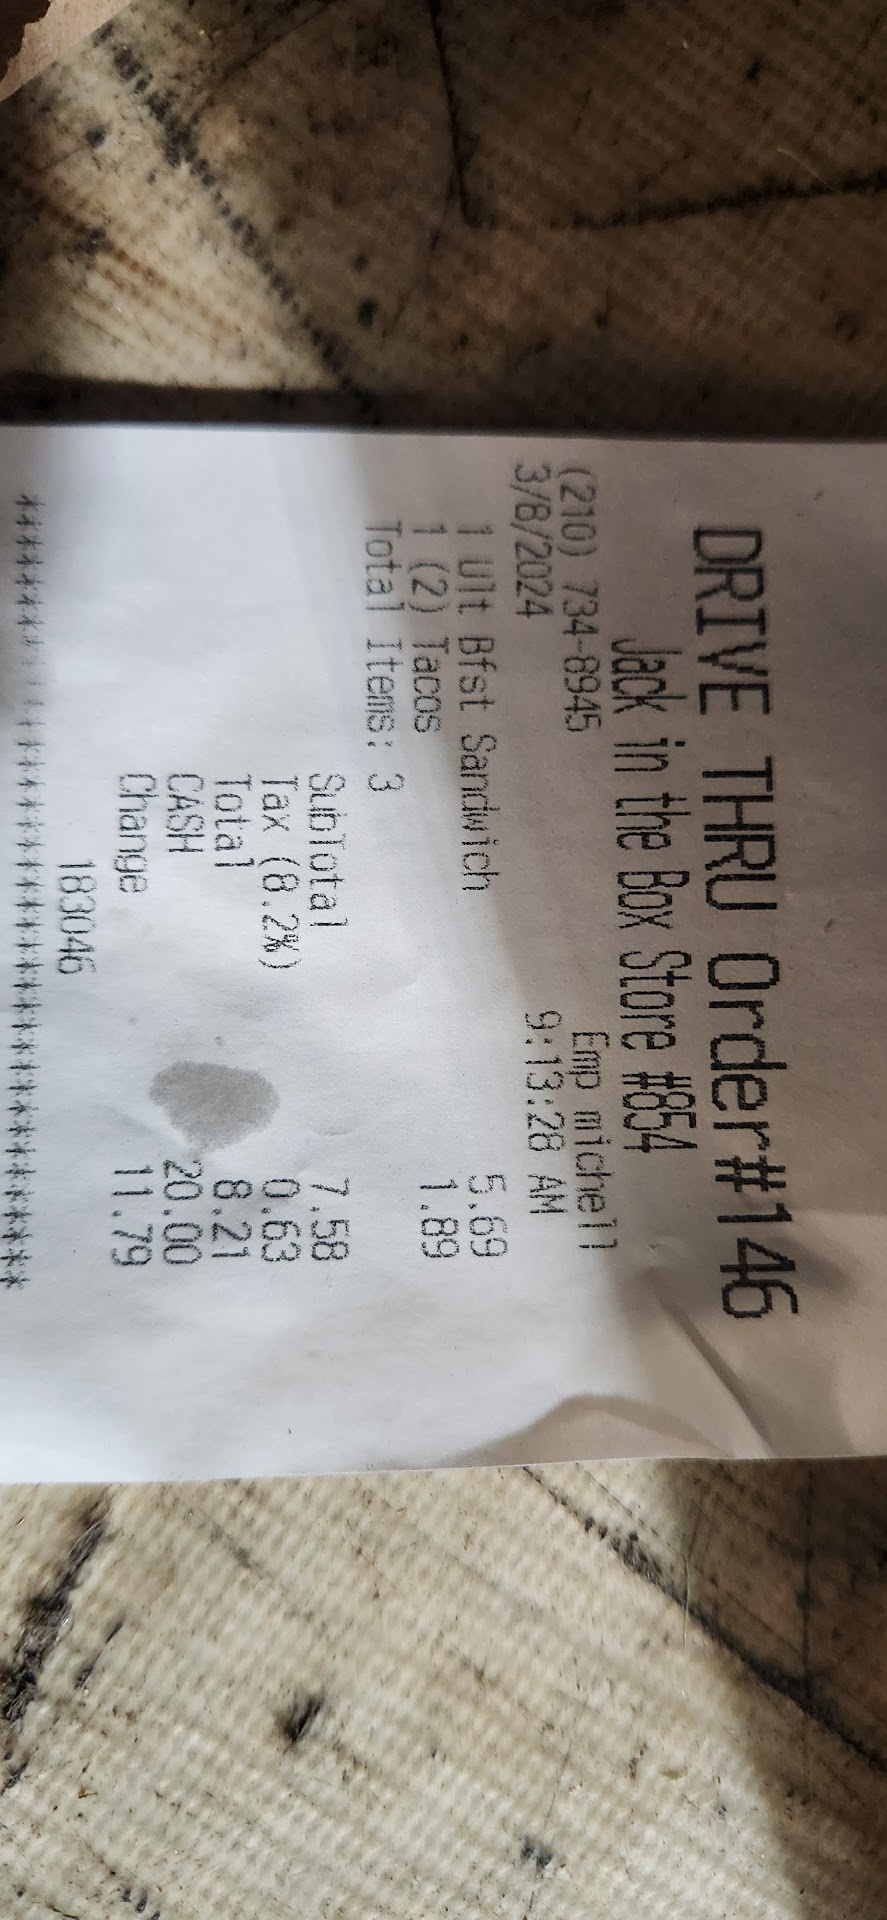 DRIVE THRU Order#146
Jack in the Box Store #854
(210) 734-8945 Emp michell
3/8/2024 9:13:28 AM
1 Ult Bfst Sandwich 5.69
1 (2) Tacos 1.89
Total Items: 3
SubTotal 7.58
Tax (8.2%) 0.63
Total 8.21
CASH 20.00
Change 11.79
183046
****************************************